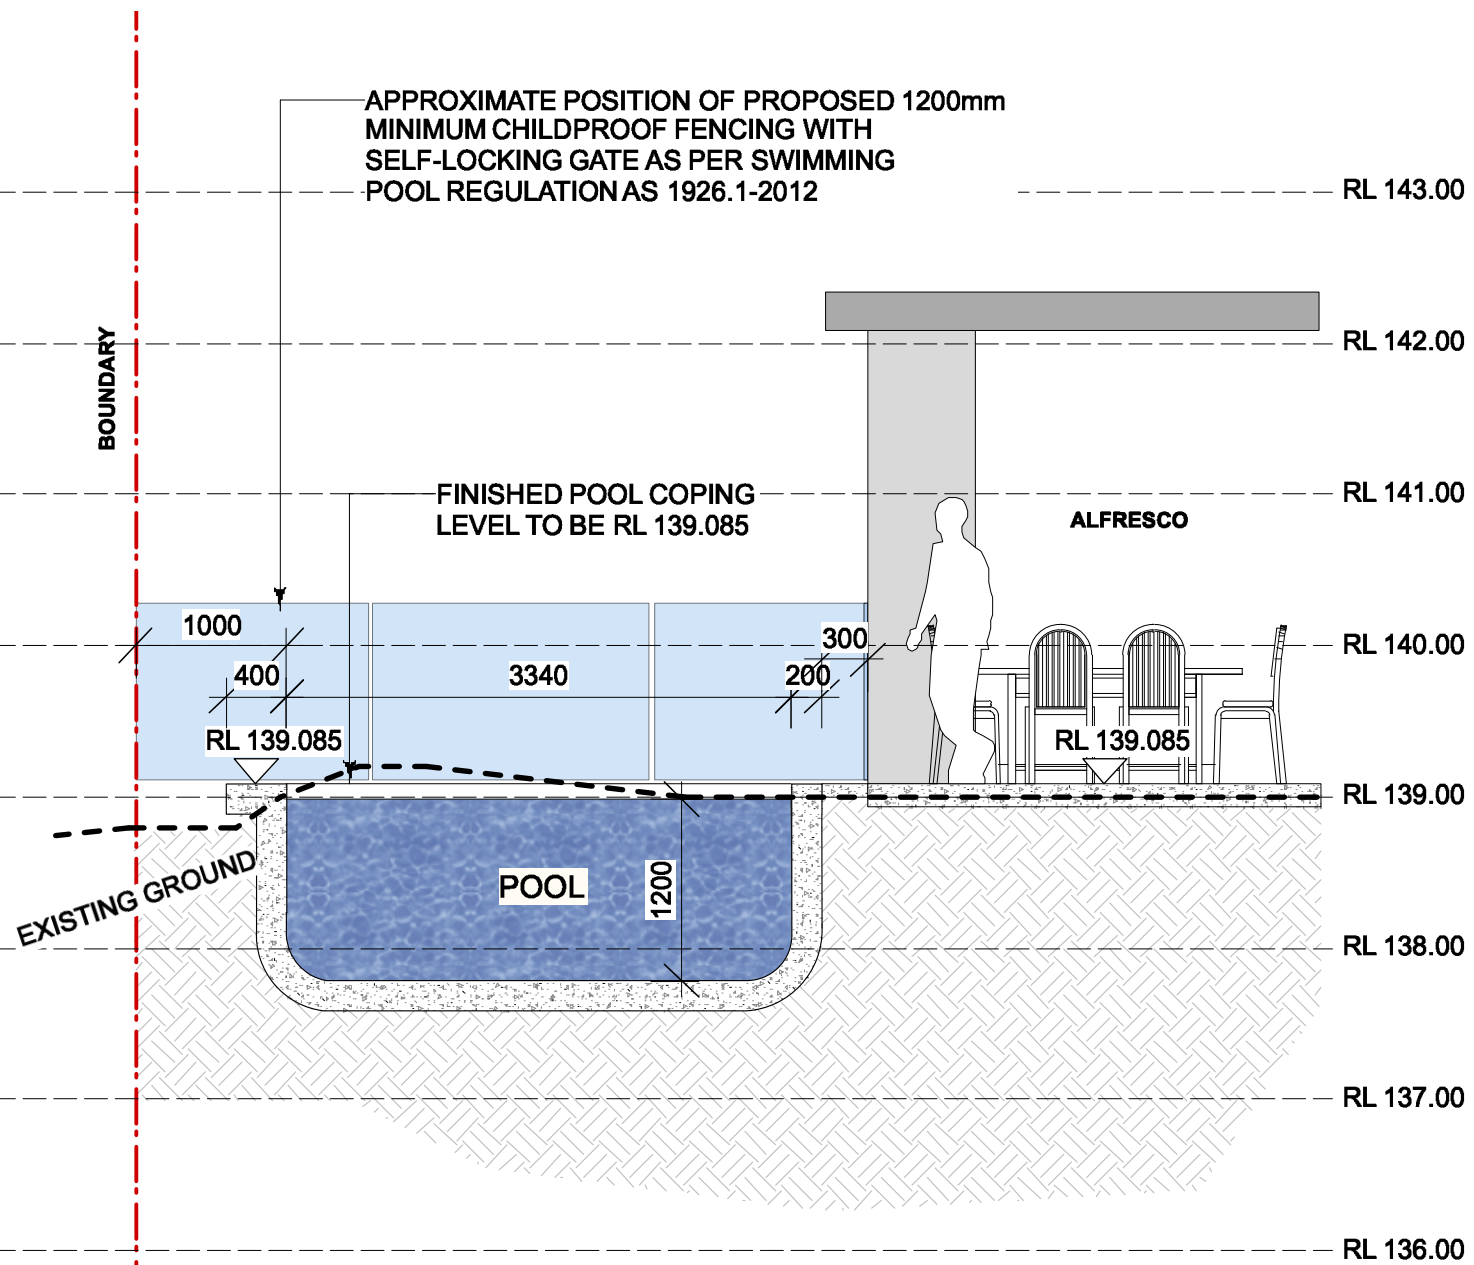 APPROXIMATE POSITION OF PROPOSED 1200mm
MINIMUM CHILDPROOF FENCING WITH
SELF-LOCKING GATE AS PER SWIMMING
POOL REGULATION AS 1926.1-2012
RL 143.00
BOUNDARY
RL 142.00
FINISHED POOL COPING
LEVEL TO BE RL 139.085
RL 141.00
ALFRESCO
1000
300
RL 140.00
400
3340
200
RL 139.085
RL 139.085
RL 139.00
EXISTING GROUND
POOL
1200
RL 138.00
RL 137.00
RL 136.00